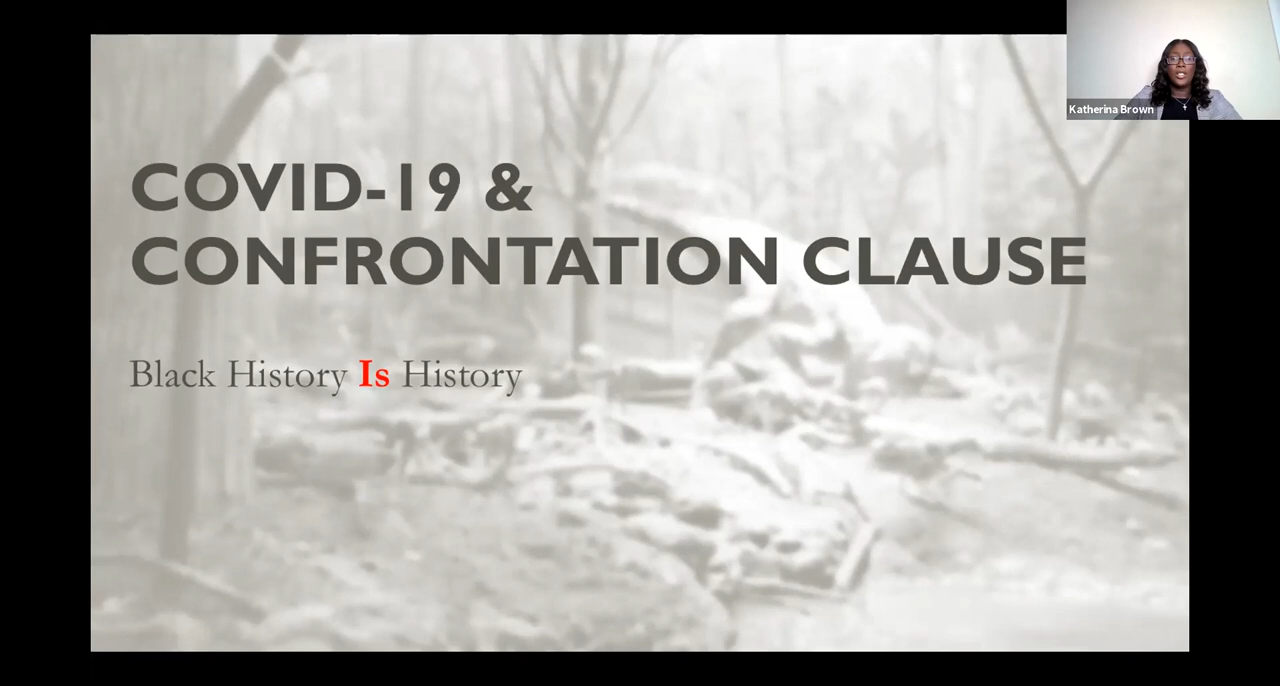 COVID-19 &
CONFRONTATION CLAUSE
Black History Is History
Katherina Brown